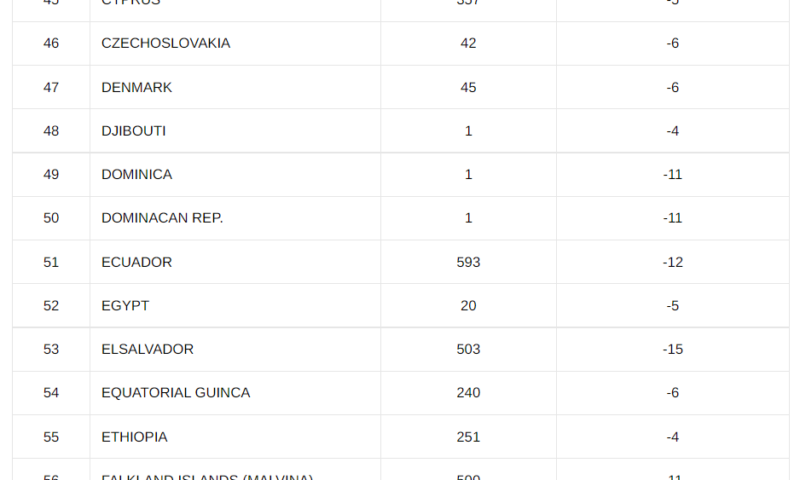 45 CYPRUS 357 -5
46 CZECHOSLOVAKIA 42 -6
47 DENMARK 45 -6
48 DJIBOUTI 1 -4
49 DOMINICA 1 -11
50 DOMINACAN REP. 1 -11
51 ECUADOR 593 -12
52 EGYPT 20 -5
53 ELSALVADOR 503 -15
54 EQUATORIAL GUINCA 240 -6
55 ETHIOPIA 251 -4
56 FALKLAND ISLANDS (MALVINA) 500 -11